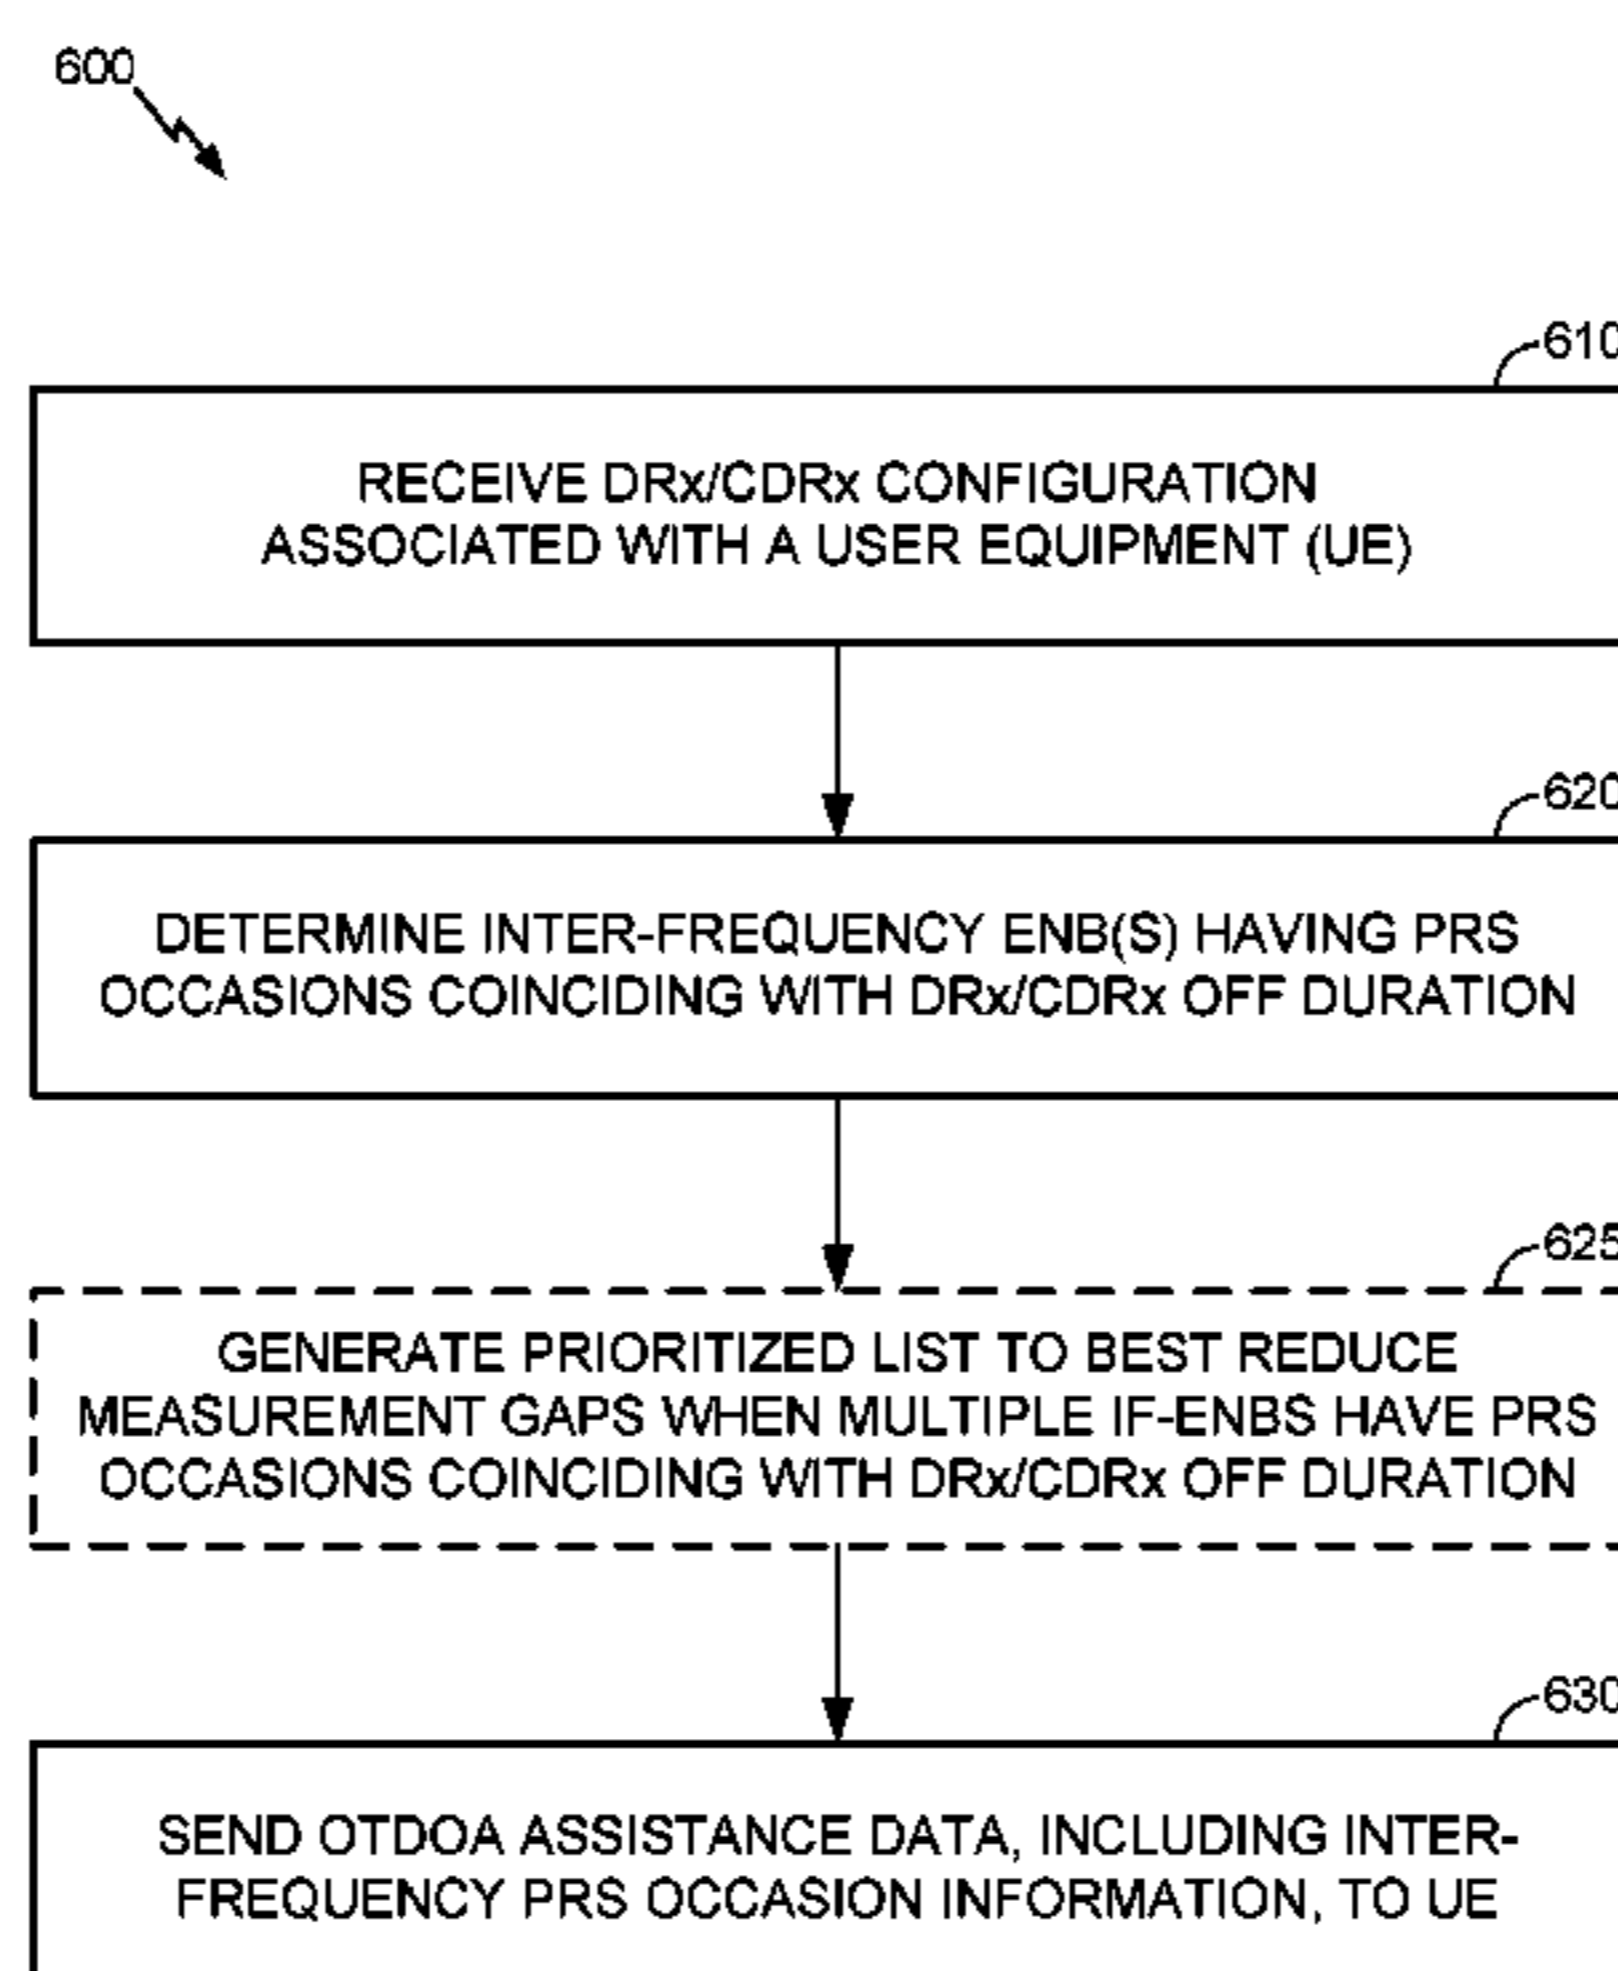 600
610
RECEIVE DRx/CDRx CONFIGURATION
ASSOCIATED WITH A USER EQUIPMENT (UE)
620
DETERMINE INTER-FREQUENCY ENB(S) HAVING PRS
OCCASIONS COINCIDING WITH DRx/CDRx OFF DURATION
625
GENERATE PRIORITIZED LIST TO BEST REDUCE
MEASUREMENT GAPS WHEN MULTIPLE IF-ENBS HAVE PRS
OCCASIONS COINCIDING WITH DRx/CDRx OFF DURATION
630
SEND OTDOA ASSISTANCE DATA, INCLUDING INTER-
FREQUENCY PRS OCCASION INFORMATION, TO UE